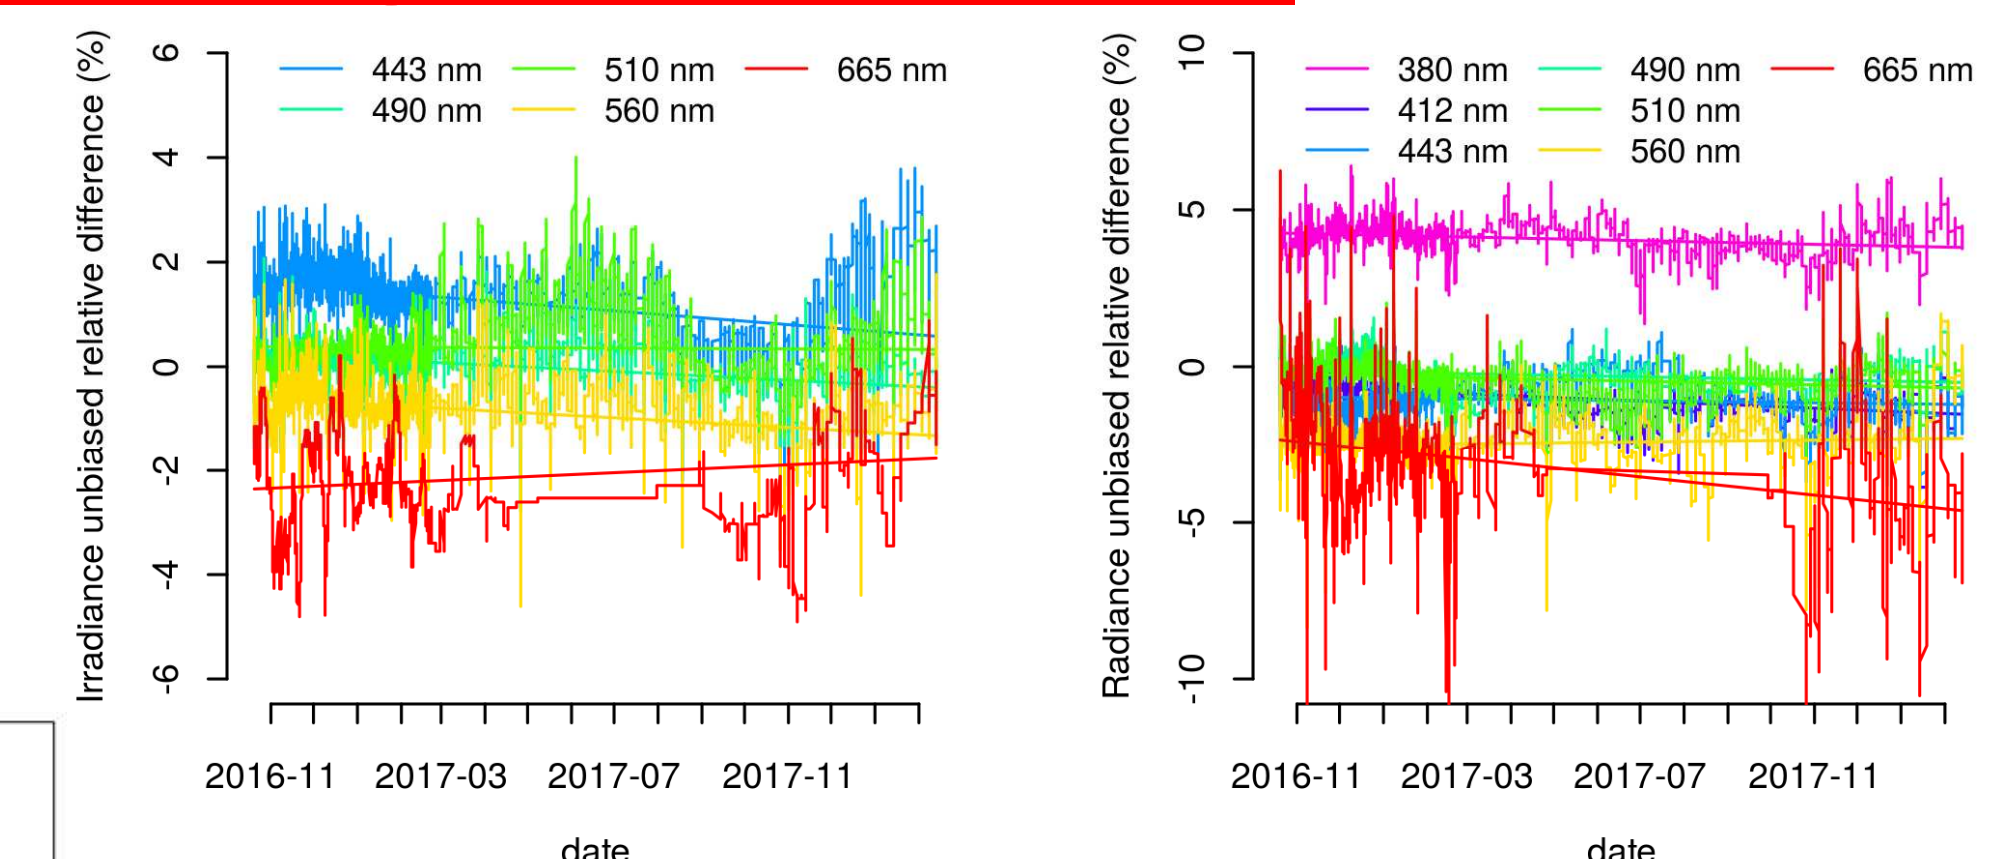 Irradiance unbiased relative difference (%)
6
4
2
0
-2
-4
-6
443 nm
490 nm
510 nm
560 nm
665 nm
2016-11
2017-03
2017-07
2017-11
date
Radiance unbiased relative difference (%)
10
5
0
-5
-10
380 nm
412 nm
443 nm
490 nm
510 nm
560 nm
665 nm
2016-11
2017-03
2017-07
2017-11
date